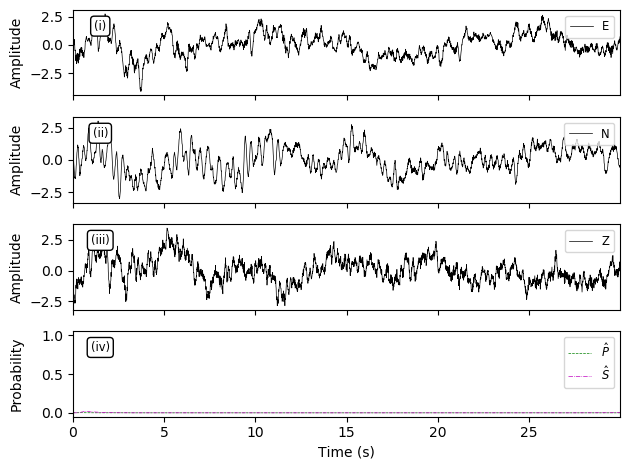 2.5
0.0
−2.5
Amplitude
(i)
E
2.5
0.0
−2.5
Amplitude
(ii)
N
2.5
0.0
−2.5
Amplitude
(iii)
Z
1.0
0.5
0.0
Probability
(iv)
P̂
Ŝ
0 5 10 15 20 25
Time (s)